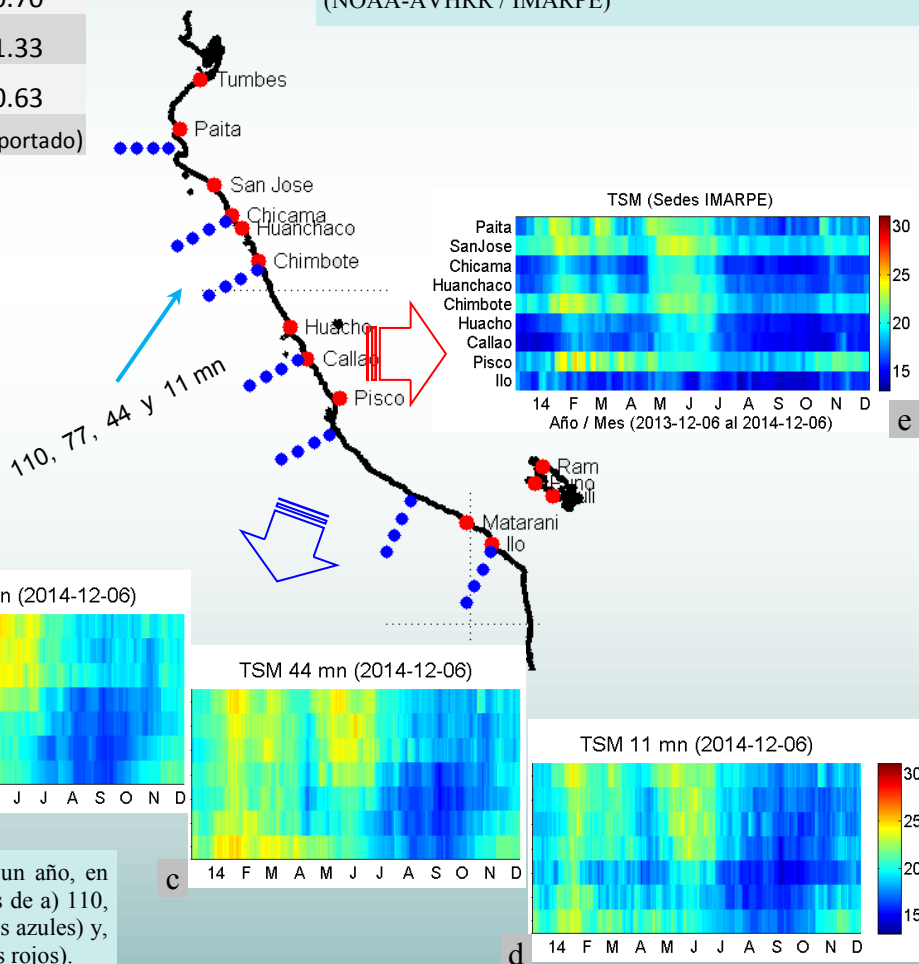 (NOAA-AVHRR / IMARPE)
1.33
0.63
portado)
Tumbes
Paita
San Jose
Chicama
Huanchaco
Chimbote
Huacho
Callao
Pisco
110, 77, 44 y 11 mn
Ram
Matarani
Ilo
TSM (Sedes IMARPE)
Paita
SanJose
Chicama
Huanchaco
Chimbote
Huacho
Callao
Pisco
Ilo
30
25
20
15
14 F M A M J J A S O N D
Año / Mes (2013-12-06 al 2014-12-06)
e
n (2014-12-06)
J J A S O N D
TSM 44 mn (2014-12-06)
14 F M A M J J A S O N D
c
TSM 11 mn (2014-12-06)
30
25
20
15
14 F M A M J J A S O N D
d
un año, en
s de a) 110,
s azules) y,
s rojos).